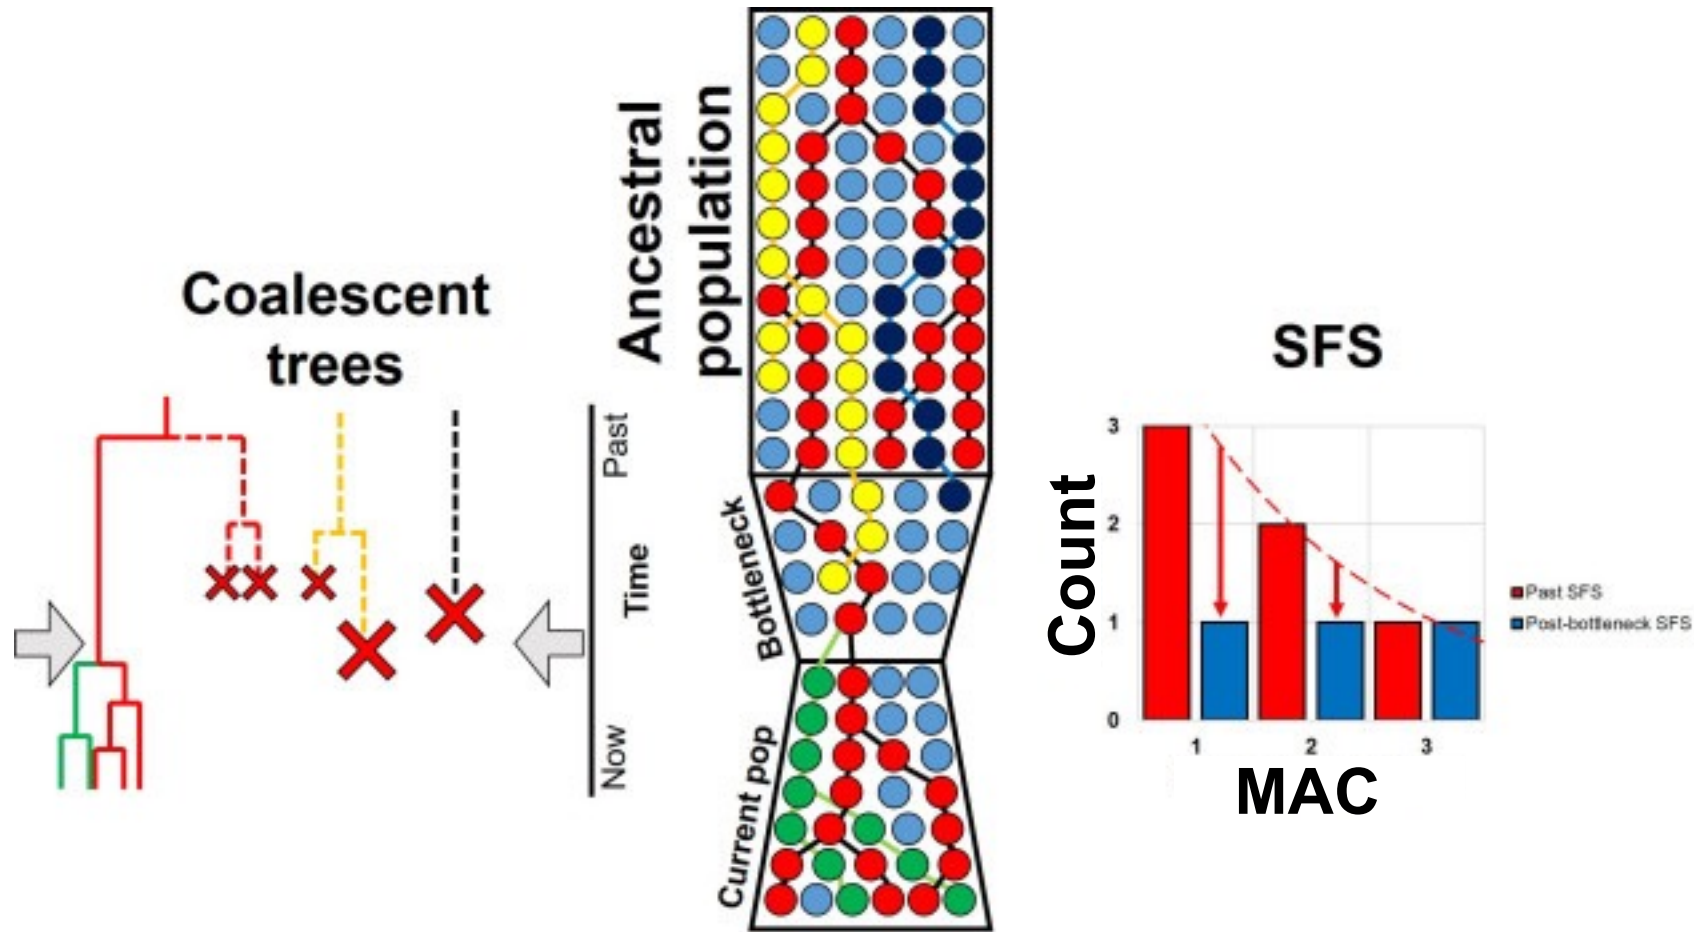 Coalescent
trees
Past
Time
Now
Ancestral
population
Bottleneck
Current pop
SFS
Count
3
2
1
0
1
2
3
MAC
Past SFS
Post-bottleneck SFS